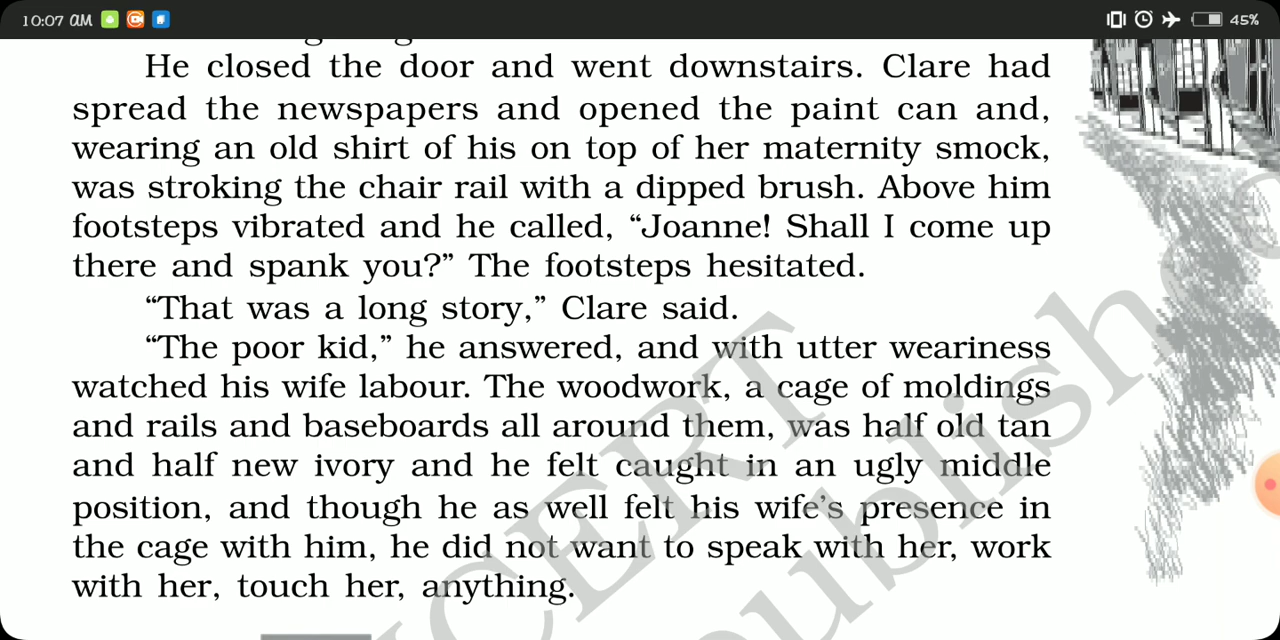 10:07 AM
45%
He closed the door and went downstairs. Clare had
spread the newspapers and opened the paint can and,
wearing an old shirt of his on top of her maternity smock,
was stroking the chair rail with a dipped brush. Above him
footsteps vibrated and he called, “Joanne! Shall I come up
there and spank you?” The footsteps hesitated.
“That was a long story,” Clare said.
“The poor kid,” he answered, and with utter weariness
watched his wife labour. The woodwork, a cage of moldings
and rails and baseboards all around them, was half old tan
and half new ivory and he felt caught in an ugly middle
position, and though he as well felt his wife’s presence in
the cage with him, he did not want to speak with her, work
with her, touch her, anything.
NCERT